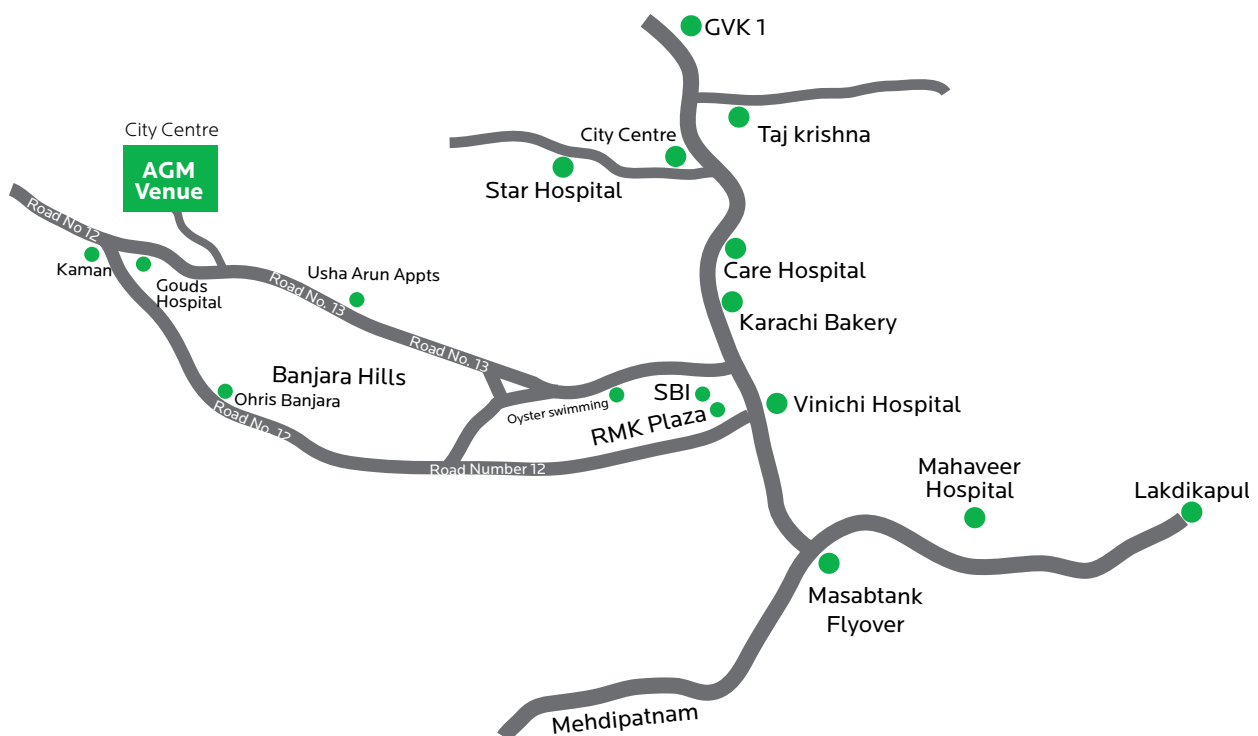 GVK 1
Taj krishna
City Centre
Star Hospital
City Centre
AGM
Venue
Road No 12
Kaman
Gouds
Hospital
Usha Arun Appts
Road No. 13
Road No. 13
Care Hospital
Karachi Bakery
Banjara Hills
Ohris Banjara
Road No. 12
Oyster swimming
SBI
RMK Plaza
Vinichi Hospital
Road Number 12
Mahaveer
Hospital
Lakdikapul
Masabtank
Flyover
Mehdipatnam